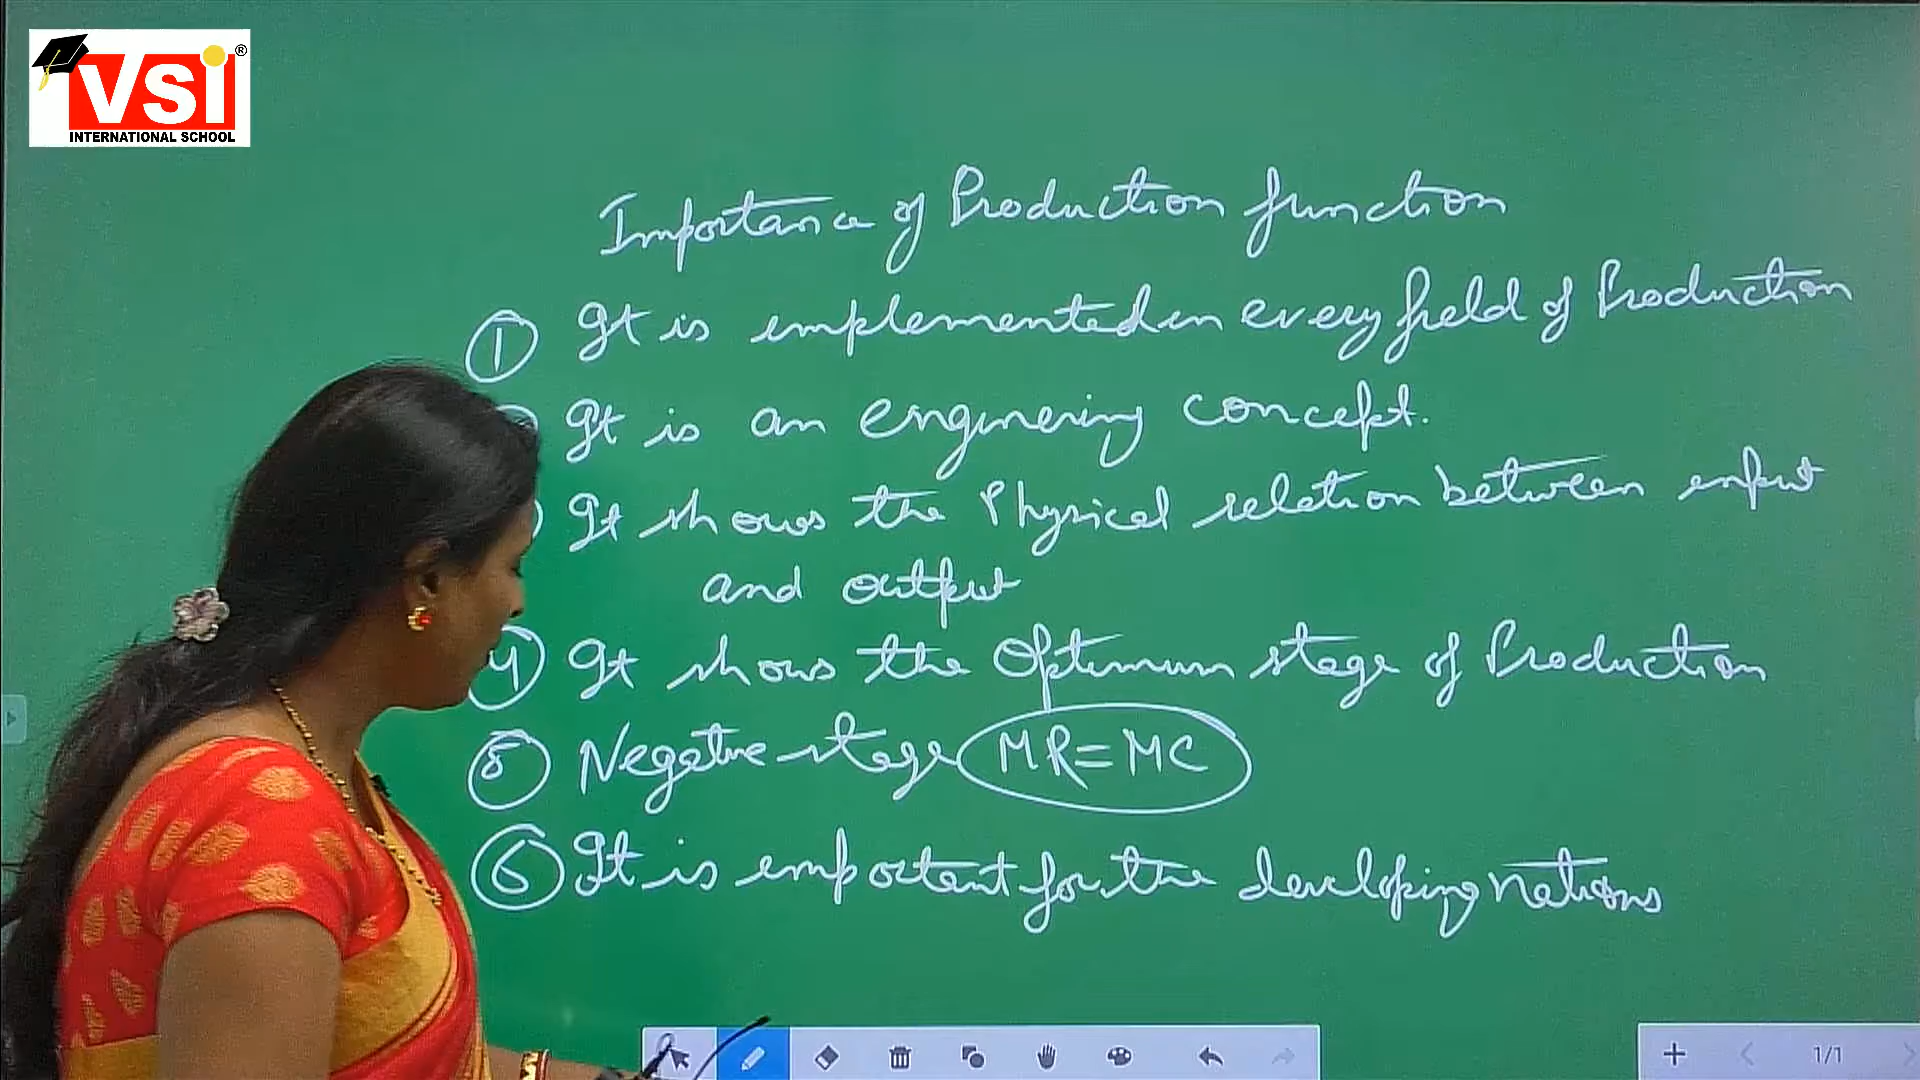 VSI ®
INTERNATIONAL SCHOOL
Importance of Production function
① It is implemented in every field of Production
It is an enginering concept.
It shows the Physical relation between input
and output
④ It shows the Optimum stage of Production
⑤ Negative stage MR=MC
⑥ It is important for the developing nations
1/1